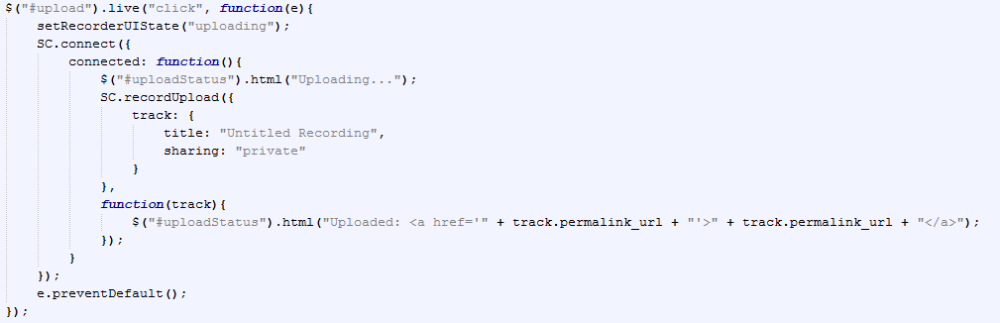 $("#upload").live("click", function(e){
    setRecorderUIState("uploading");
    SC.connect({
        connected: function(){
            $("#uploadStatus").html("Uploading...");
            SC.recordUpload({
                track: {
                    title: "Untitled Recording",
                    sharing: "private"
                }
            },
            function(track){
                $("#uploadStatus").html("Uploaded: <a href='" + track.permalink_url + "'>" + track.permalink_url + "</a>");
            });
        }
    });
    e.preventDefault();
});